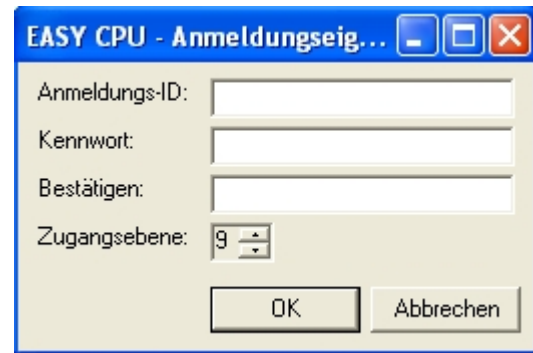 EASY CPU - Anmeldungseig...
Anmeldungs-ID:
Kennwort:
Bestätigen:
Zugangsebene: 9
OK Abbrechen